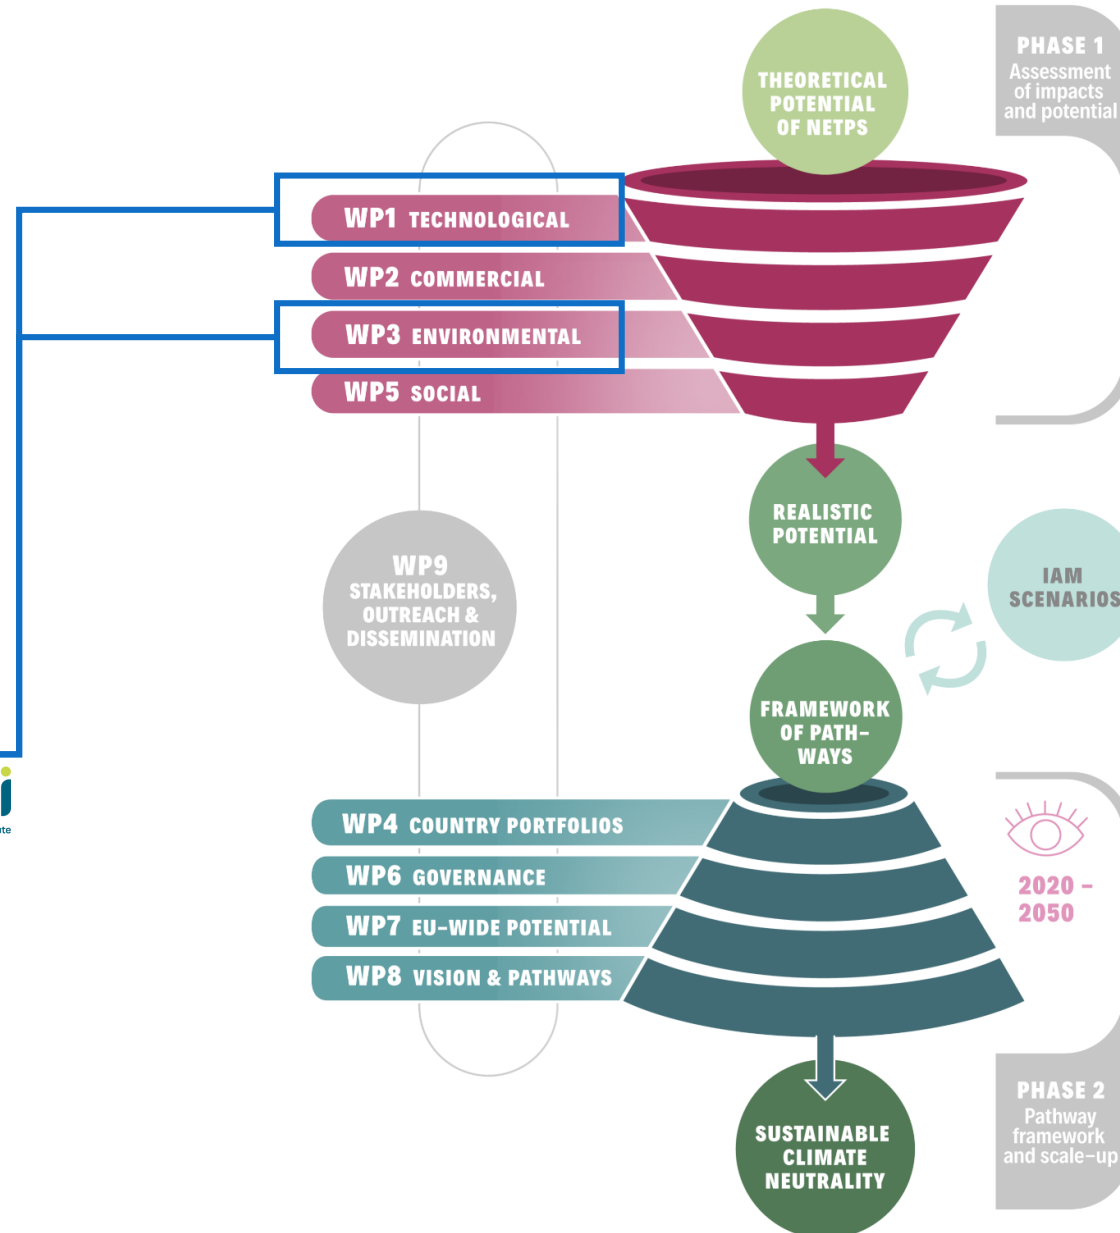 THEORETICAL
POTENTIAL
OF NETPS
PHASE 1
Assessment
of impacts
and potential
WP1 TECHNOLOGICAL
WP2 COMMERCIAL
WP3 ENVIRONMENTAL
WP5 SOCIAL
REALISTIC
POTENTIAL
WP9
STAKEHOLDERS,
OUTREACH &
DISSEMINATION
IAM
SCENARIOS
FRAMEWORK
OF PATH-
WAYS
WP4 COUNTRY PORTFOLIOS
WP6 GOVERNANCE
WP7 EU-WIDE POTENTIAL
WP8 VISION & PATHWAYS
2020 –
2050
PHASE 2
Pathway
framework
and scale-up
SUSTAINABLE
CLIMATE
NEUTRALITY